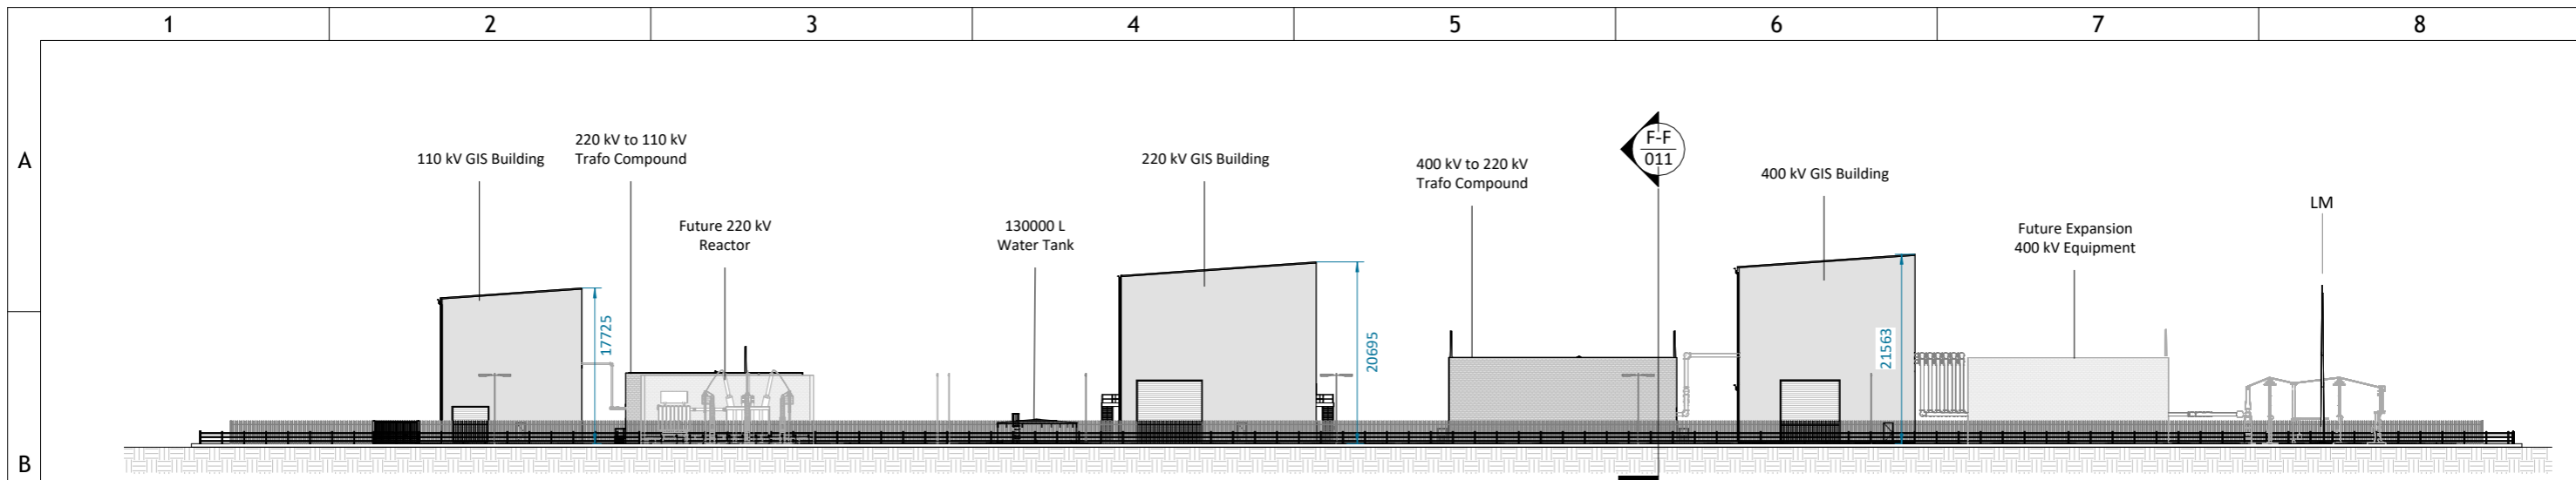 1 2 3 4 5 6 7 8
A
B
110 kV GIS Building
220 kV to 110 kV
Trafo Compound
Future 220 kV
Reactor
130000 L
Water Tank
220 kV GIS Building
400 kV to 220 kV
Trafo Compound
F-F
011
400 kV GIS Building
Future Expansion
400 kV Equipment
LM
17725
20695
21563